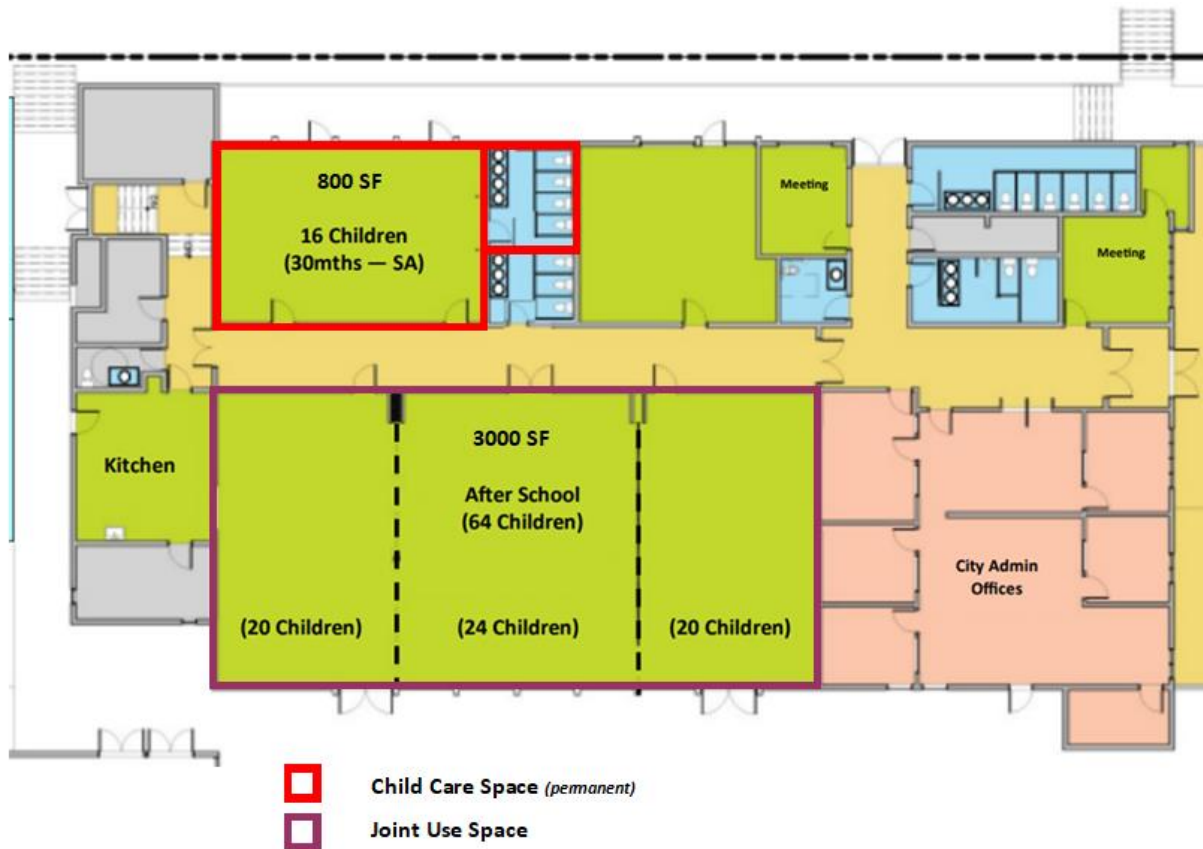 800 SF
16 Children
(30mths — SA)
Meeting
Meeting
Kitchen
3000 SF
After School
(64 Children)
(20 Children)
(24 Children)
(20 Children)
City Admin
Offices
Child Care Space (permanent)
Joint Use Space